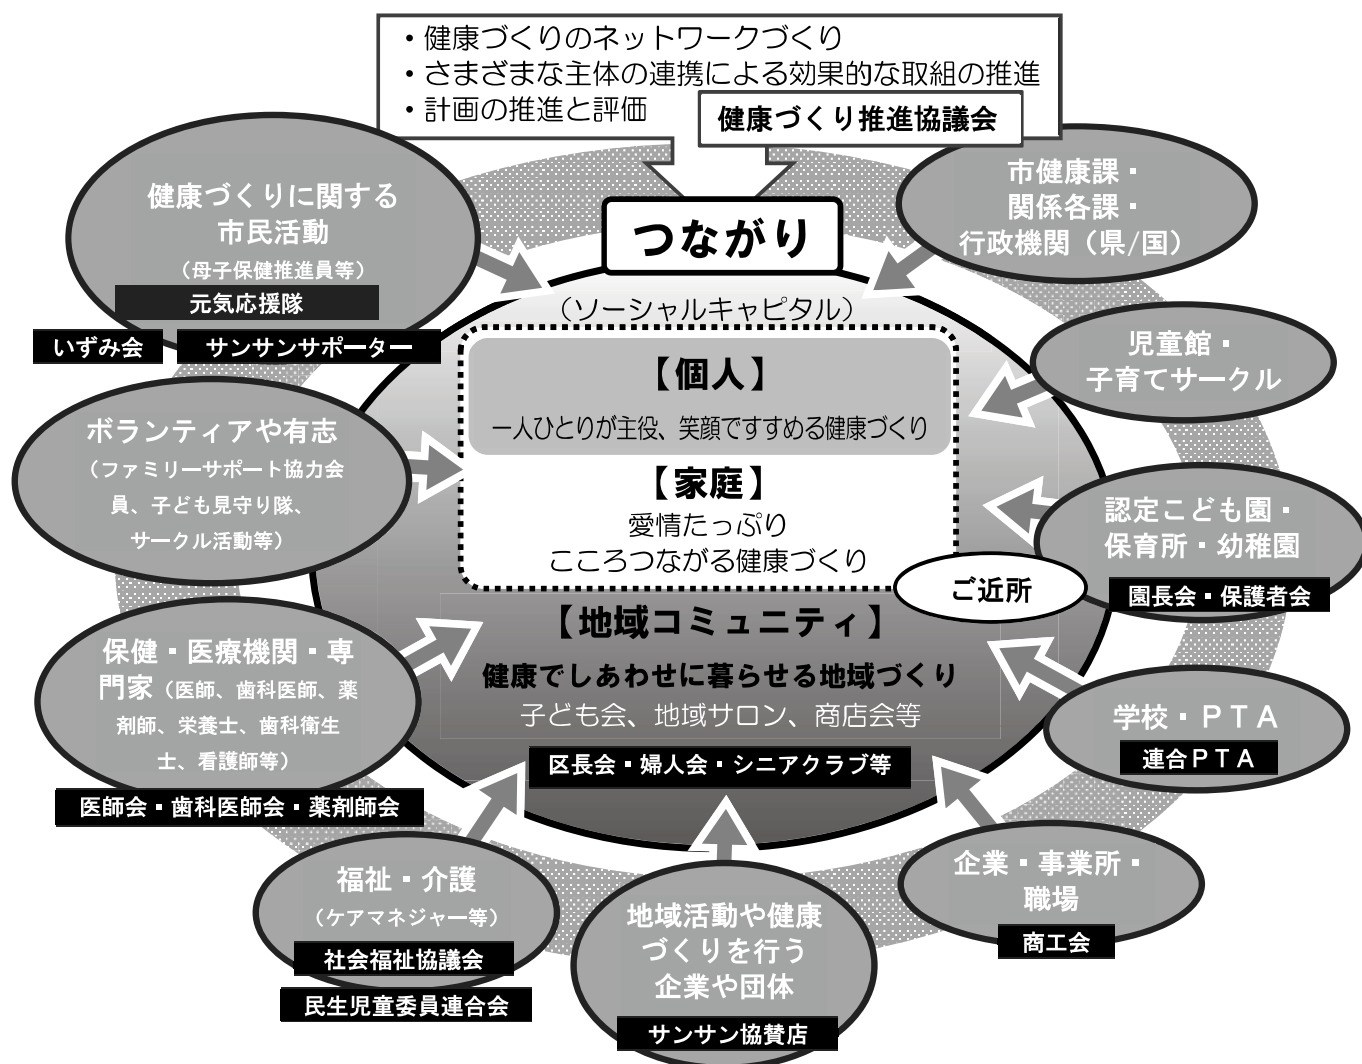 ・健康づくりのネットワークづくり
・さまざまな主体の連携による効果的な取組の推進
・計画の推進と評価
健康づくり推進協議会
つながり
（ソーシャルキャピタル）
【個人】
一人ひとりが主役、笑顔ですすめる健康づくり
【家庭】
愛情たっぷり
こころつながる健康づくり
ご近所
【地域コミュニティ】
健康でしあわせに暮らせる地域づくり
子ども会、地域サロン、商店会等
区長会・婦人会・シニアクラブ等
健康づくりに関する
市民活動
（母子保健推進員等）
元気応援隊
いずみ会
サンサンサポーター
ボランティアや有志
（ファミリーサポート協力会
員、子ども見守り隊、
サークル活動等）
保健・医療機関・専
門家（医師、歯科医師、薬
剤師、栄養士、歯科衛生
士、看護師等）
医師会・歯科医師会・薬剤師会
福祉・介護
（ケアマネジャー等）
社会福祉協議会
民生児童委員連合会
地域活動や健康
づくりを行う
企業や団体
サンサン協賛店
企業・事業所・
職場
商工会
学校・ＰＴＡ
連合ＰＴＡ
認定こども園・
保育所・幼稚園
園長会・保護者会
児童館・
子育てサークル
市健康課・
関係各課・
行政機関（県/国）